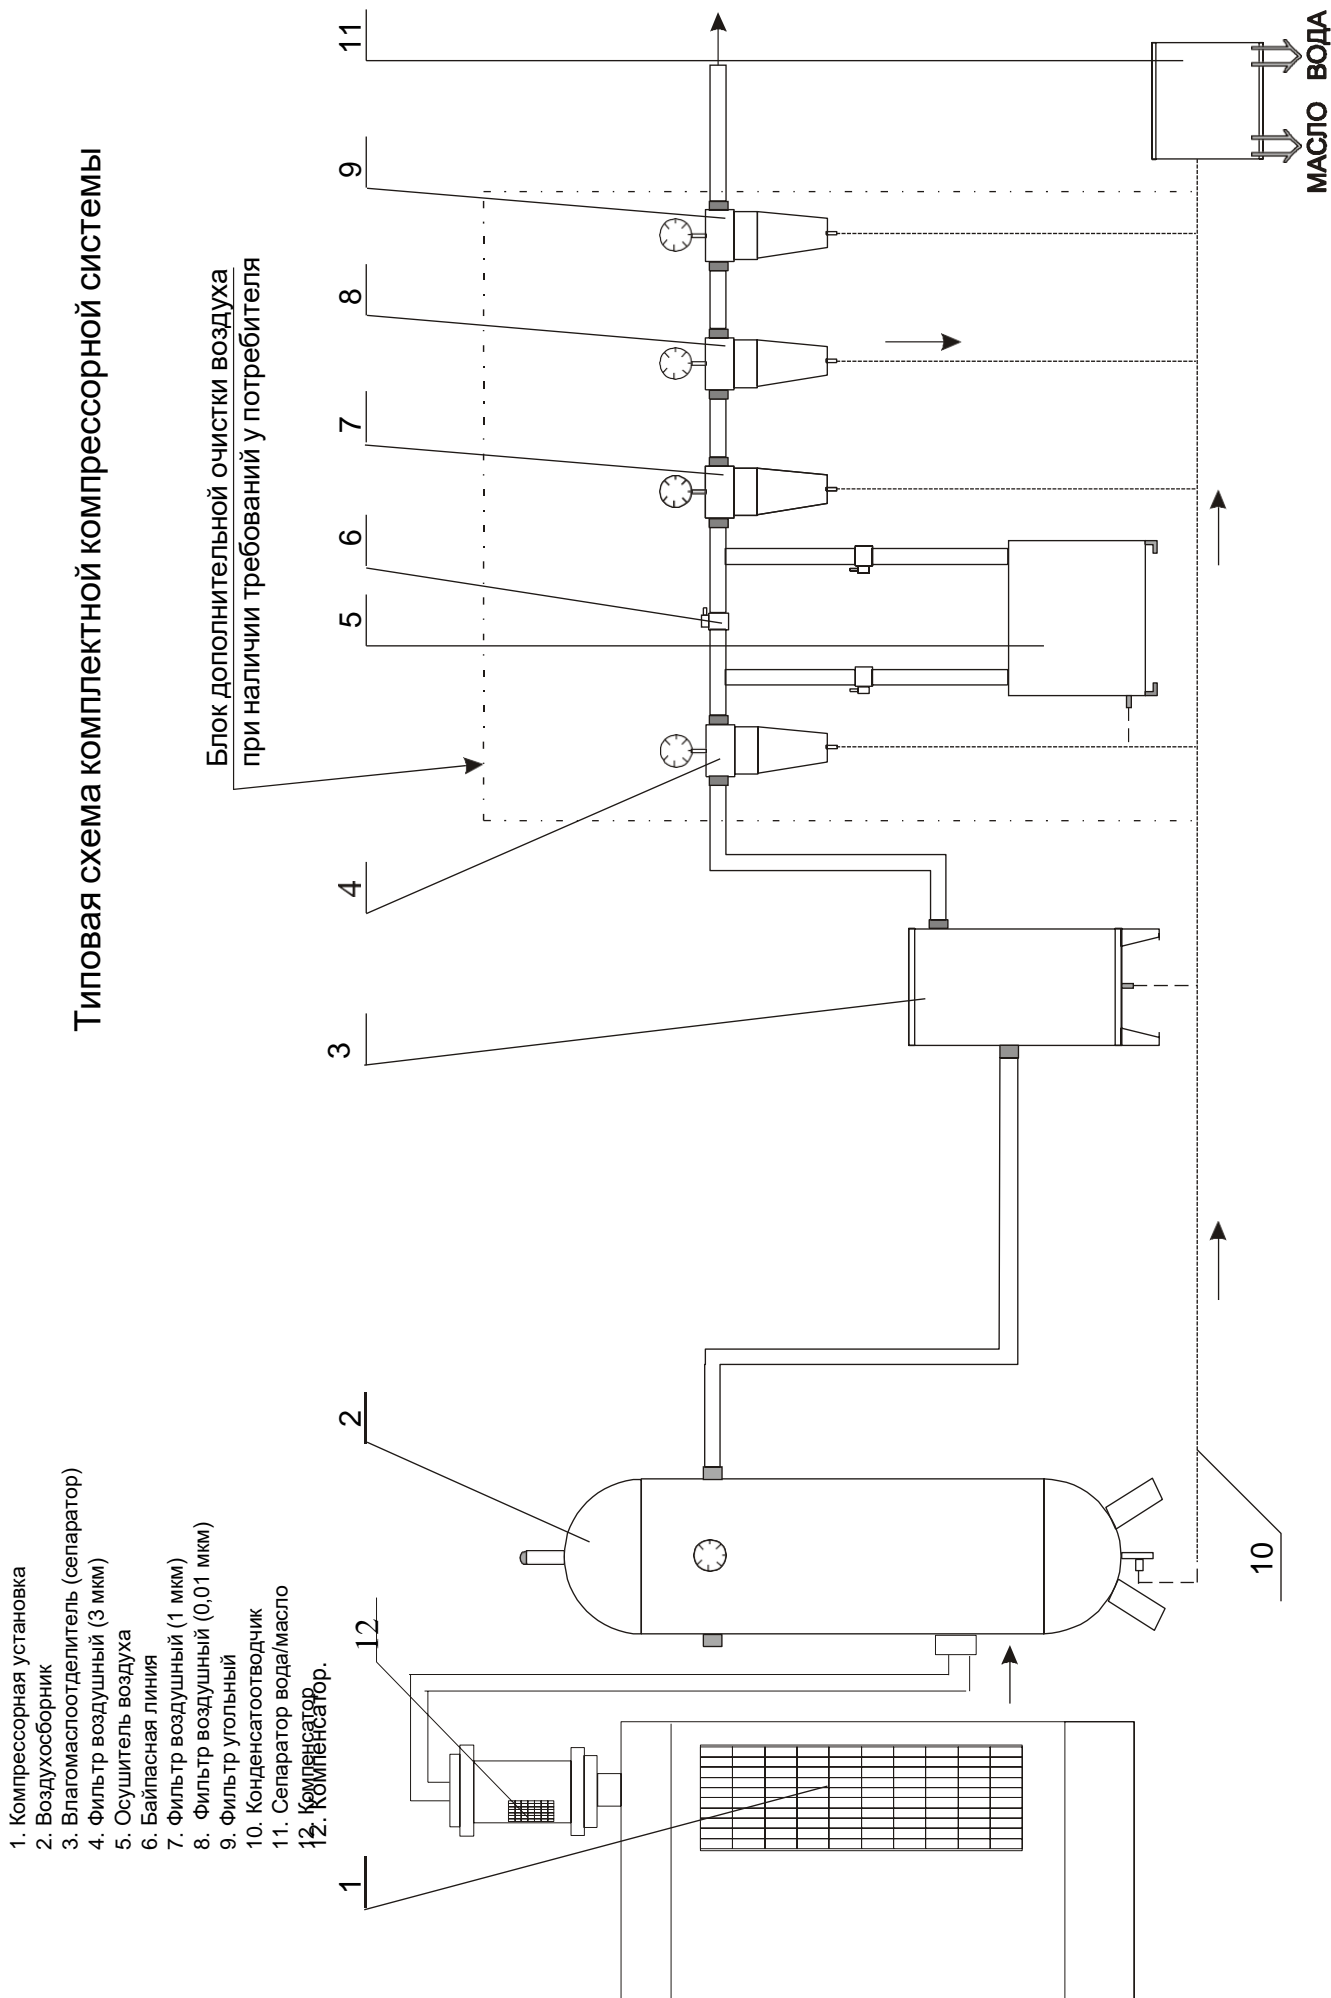 Типовая схема комплектной компрессорной системы
1. Компрессорная установка
2. Воздухосборник
3. Влагомаслоотделитель (сепаратор)
4. Фильтр воздушный (3 мкм)
5. Осушитель воздуха
6. Байпасная линия
7. Фильтр воздушный (1 мкм)
8. Фильтр воздушный (0,01 мкм)
9. Фильтр угольный
10. Конденсатоотводчик
11. Сепаратор вода/масло
12. Компенсатор
12. Компенсатор.
Блок дополнительной очистки воздуха
при наличии требований у потребителя
1
12
2
3
4
5
6
7
8
9
11
10
МАСЛО ВОДА